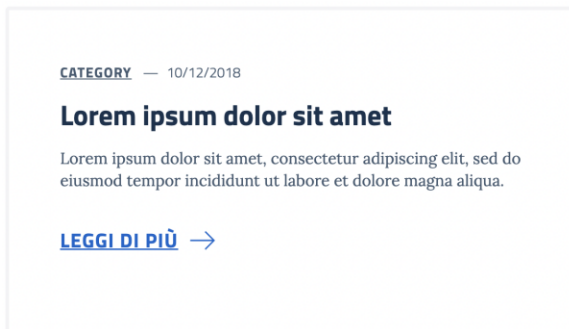 CATEGORY — 10/12/2018
Lorem ipsum dolor sit amet
Lorem ipsum dolor sit amet, consectetur adipiscing elit, sed do
eiusmod tempor incididunt ut labore et dolore magna aliqua.
LEGGI DI PIÙ →